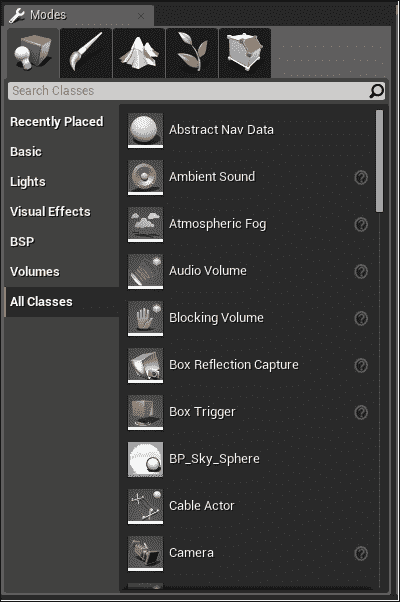 Modes
Search Classes
Recently Placed
Basic
Lights
Visual Effects
BSP
Volumes
All Classes
Abstract Nav Data
Ambient Sound
Atmospheric Fog
Audio Volume
Blocking Volume
Box Reflection Capture
Box Trigger
BP_Sky_Sphere
Cable Actor
Camera